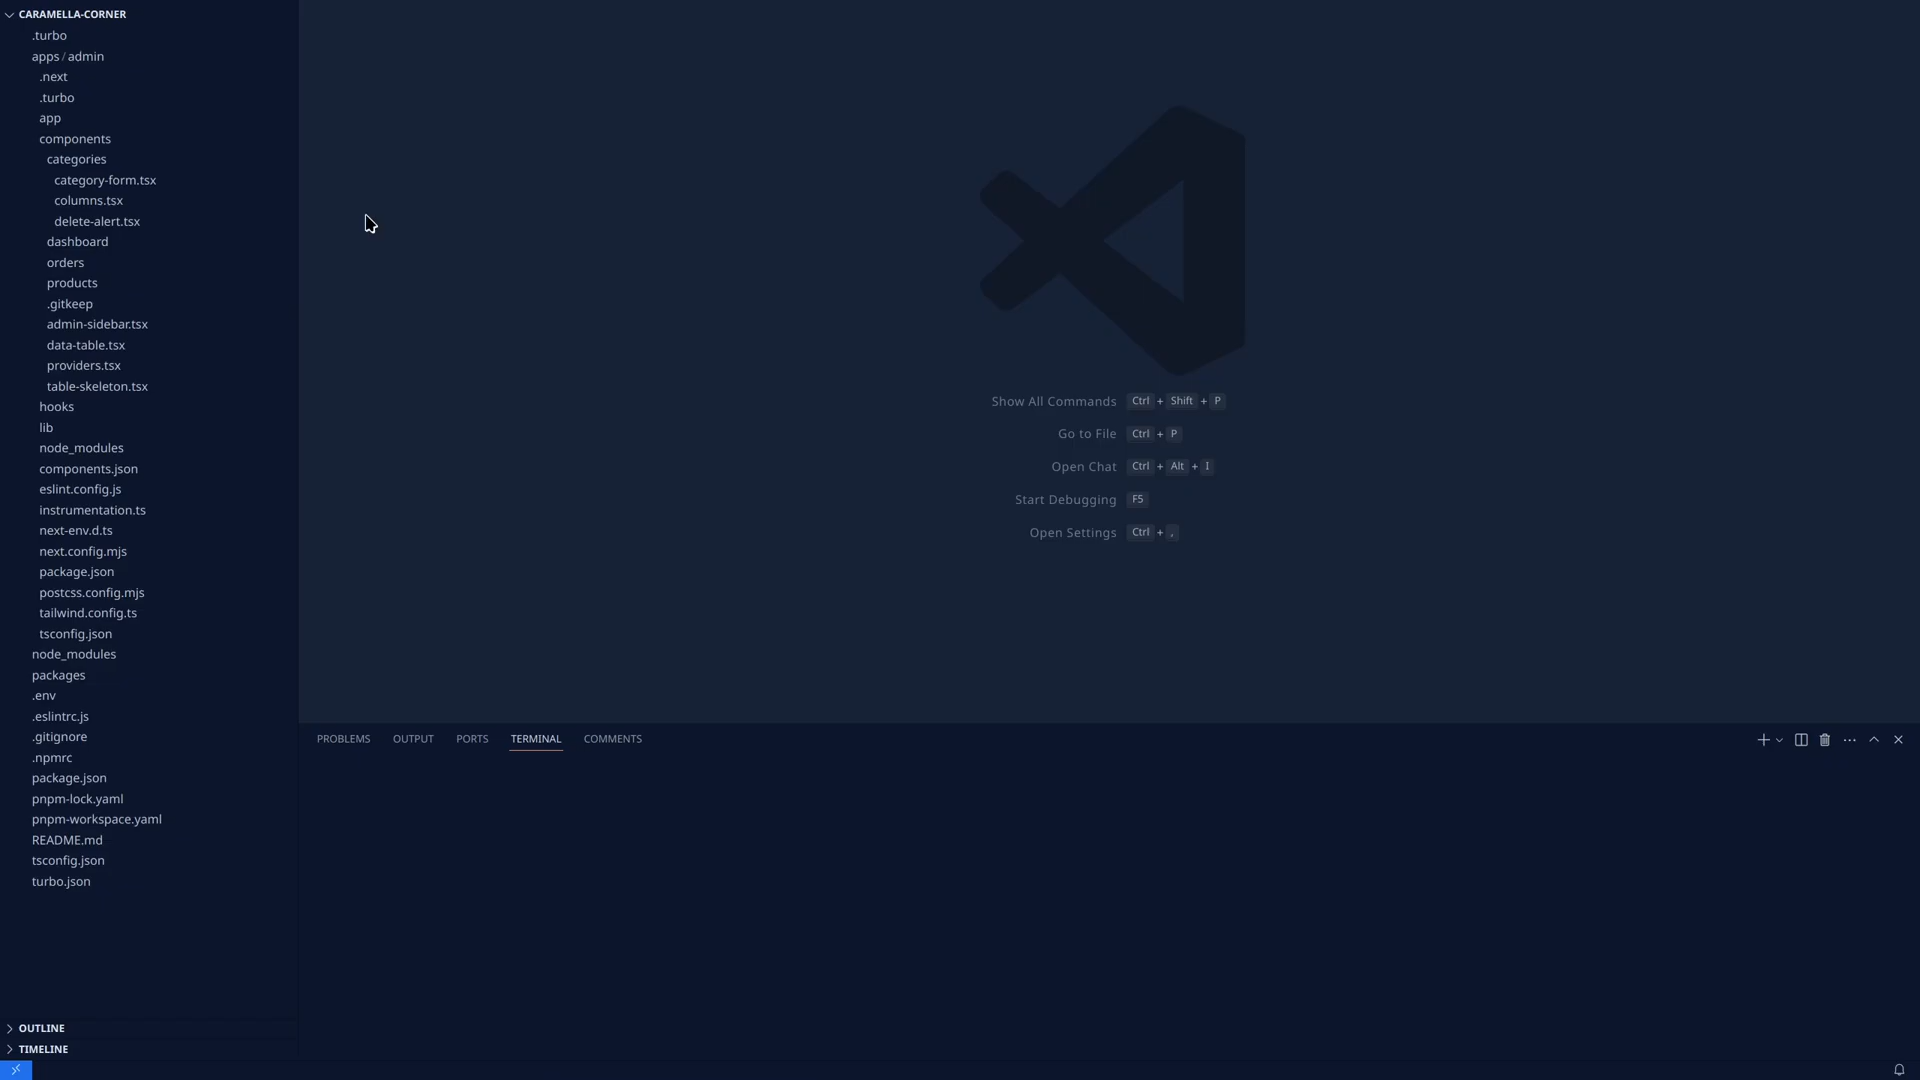 CARAMELLA-CORNER
.turbo
apps / admin
.next
.turbo
app
components
categories
category-form.tsx
columns.tsx
delete-alert.tsx
dashboard
orders
products
.gitkeep
admin-sidebar.tsx
data-table.tsx
providers.tsx
table-skeleton.tsx
hooks
lib
node_modules
components.json
eslint.config.js
instrumentation.ts
next-env.d.ts
next.config.mjs
package.json
postcss.config.mjs
tailwind.config.ts
tsconfig.json
node_modules
packages
.env
.eslintrc.js
.gitignore
.npmrc
package.json
pnpm-lock.yaml
pnpm-workspace.yaml
README.md
tsconfig.json
turbo.json
OUTLINE
TIMELINE
Show All Commands Ctrl + Shift + P
Go to File Ctrl + P
Open Chat Ctrl + Alt + I
Start Debugging F5
Open Settings Ctrl + ,
PROBLEMS OUTPUT PORTS TERMINAL COMMENTS